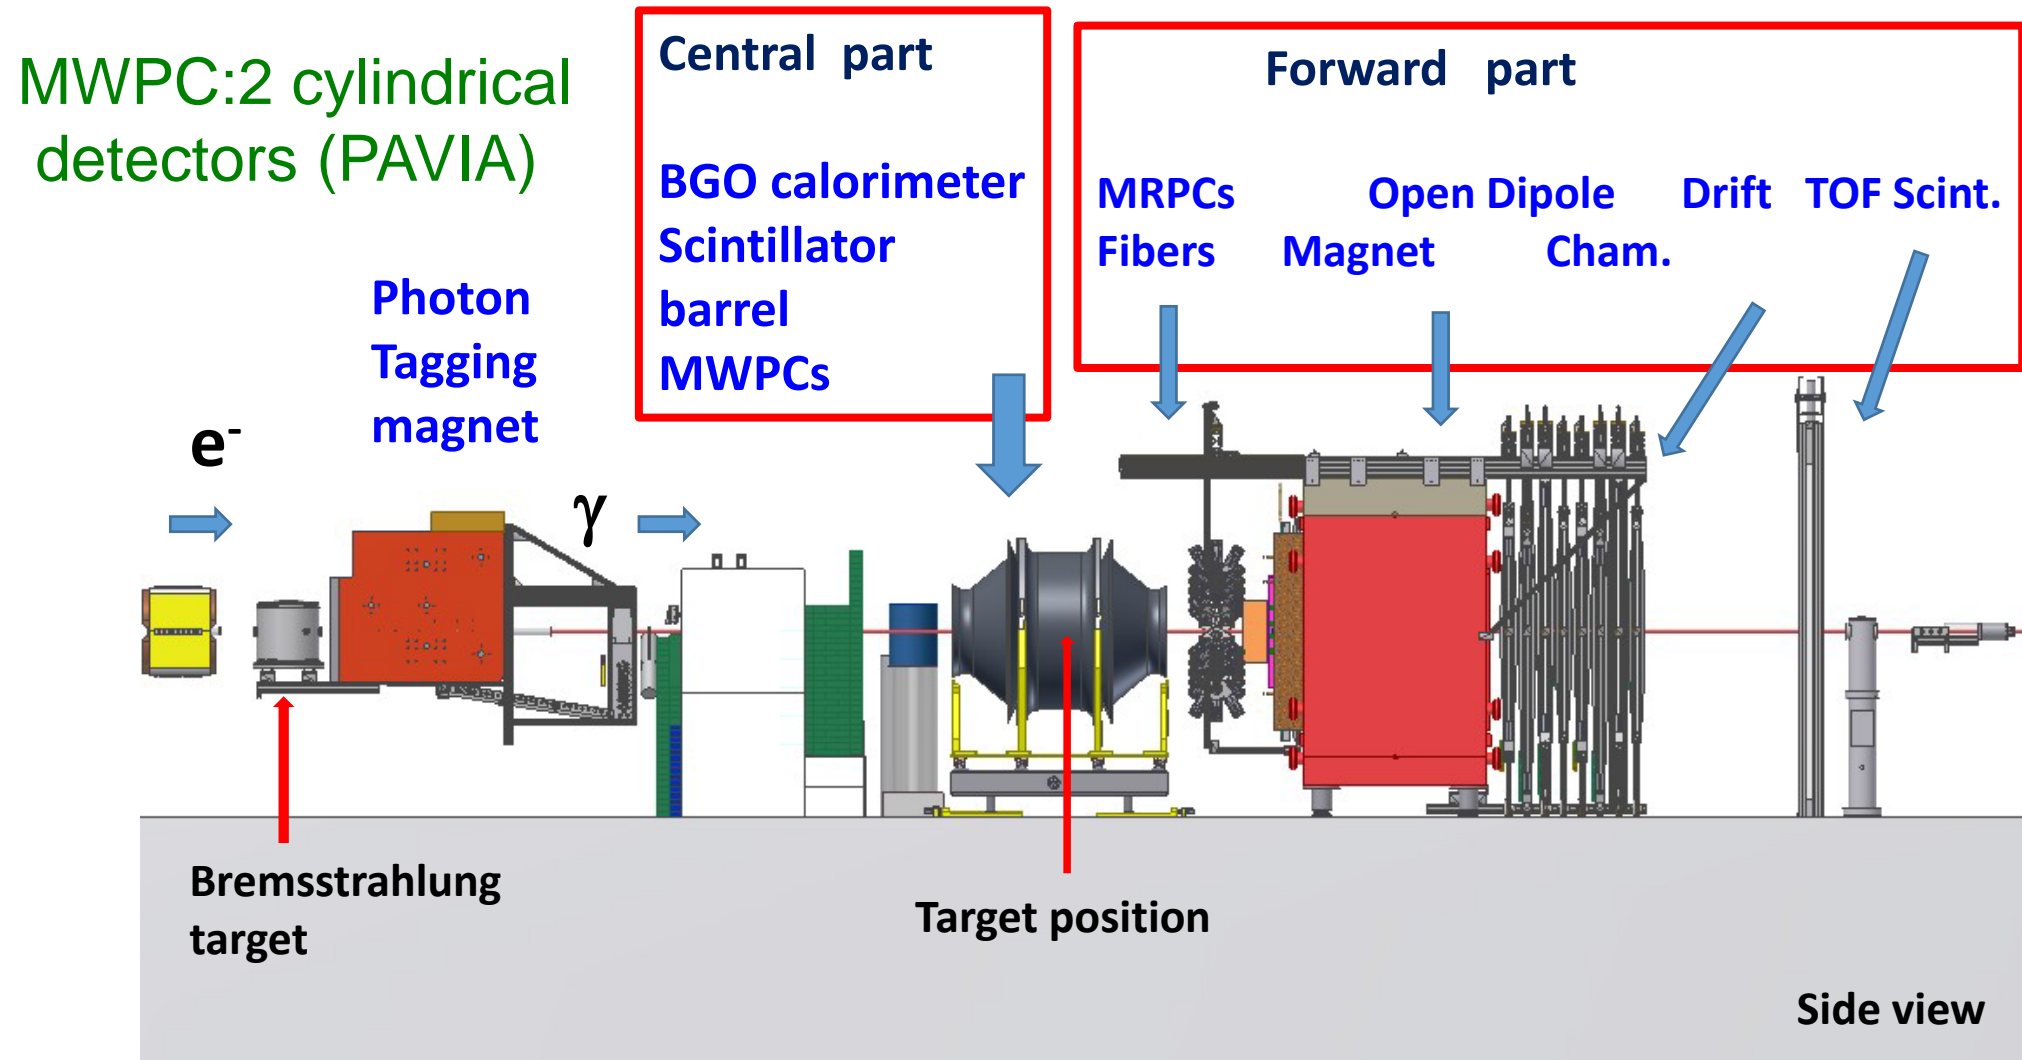 MWPC:2 cylindrical
detectors (PAVIA)
Central part
BGO calorimeter
Scintillator
barrel
MWPCs
Forward part
MRPCs Open Dipole Drift TOF Scint.
Fibers Magnet Cham.
Photon
Tagging
magnet
e-
γ
Bremsstrahlung
target
Target position
Side view